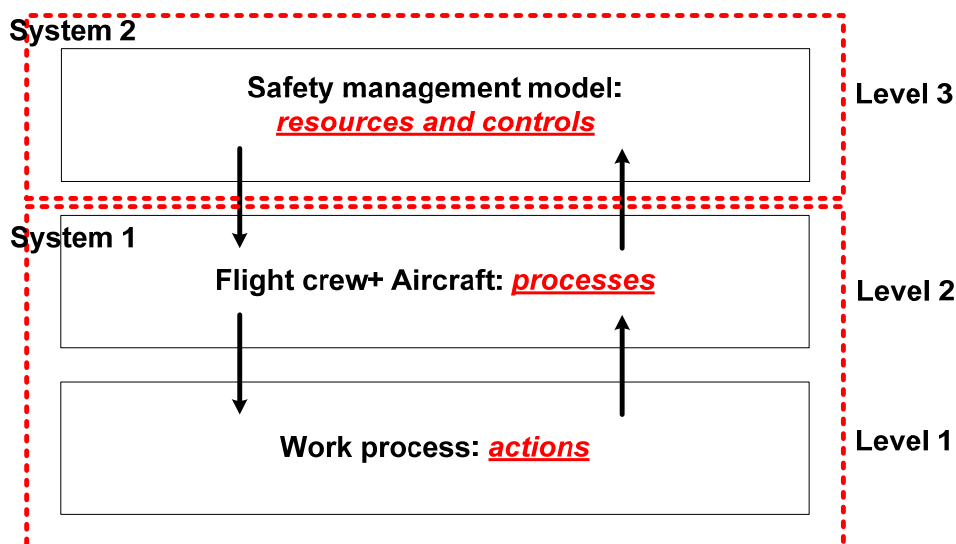 System 2
Safety management model:
resources and controls
Level 3
System 1
Flight crew+ Aircraft: processes
Level 2
Work process: actions
Level 1